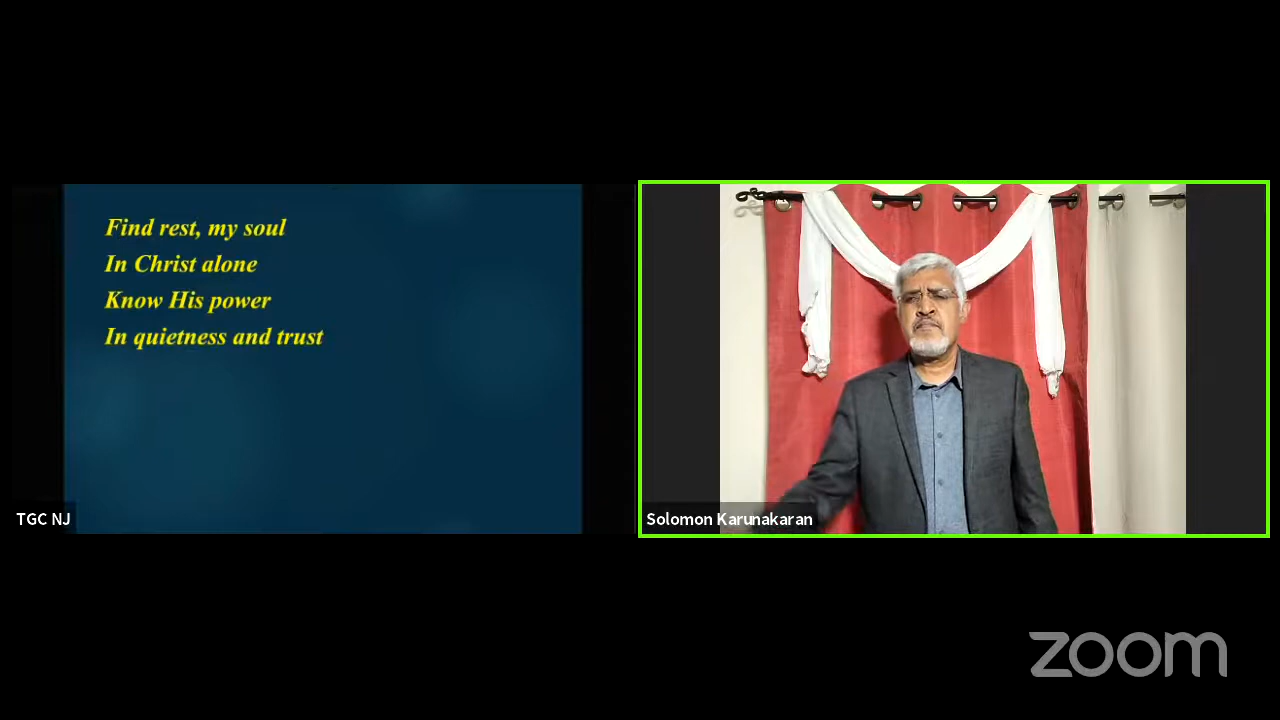 Find rest, my soul
In Christ alone
Know His power
In quietness and trust
TGC NJ
Solomon Karunakaran
zoom